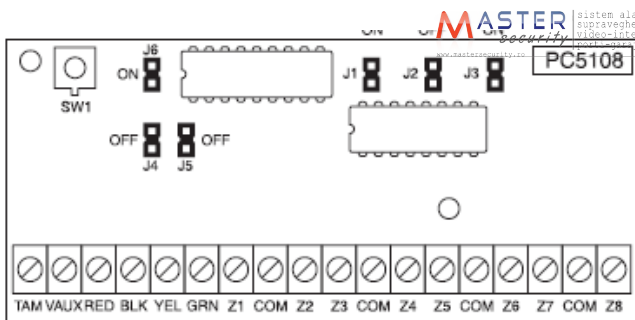 MASTER
security
sistem ala
supraveghe
video-inte
www.mastersecurity.ro
J6
ON
SW1
J1
J2
J3
PC5108
OFF
OFF
J4
J5
TAM VAUX RED BLK YEL GRN Z1 COM Z2 Z3 COM Z4 Z5 COM Z6 Z7 COM Z8